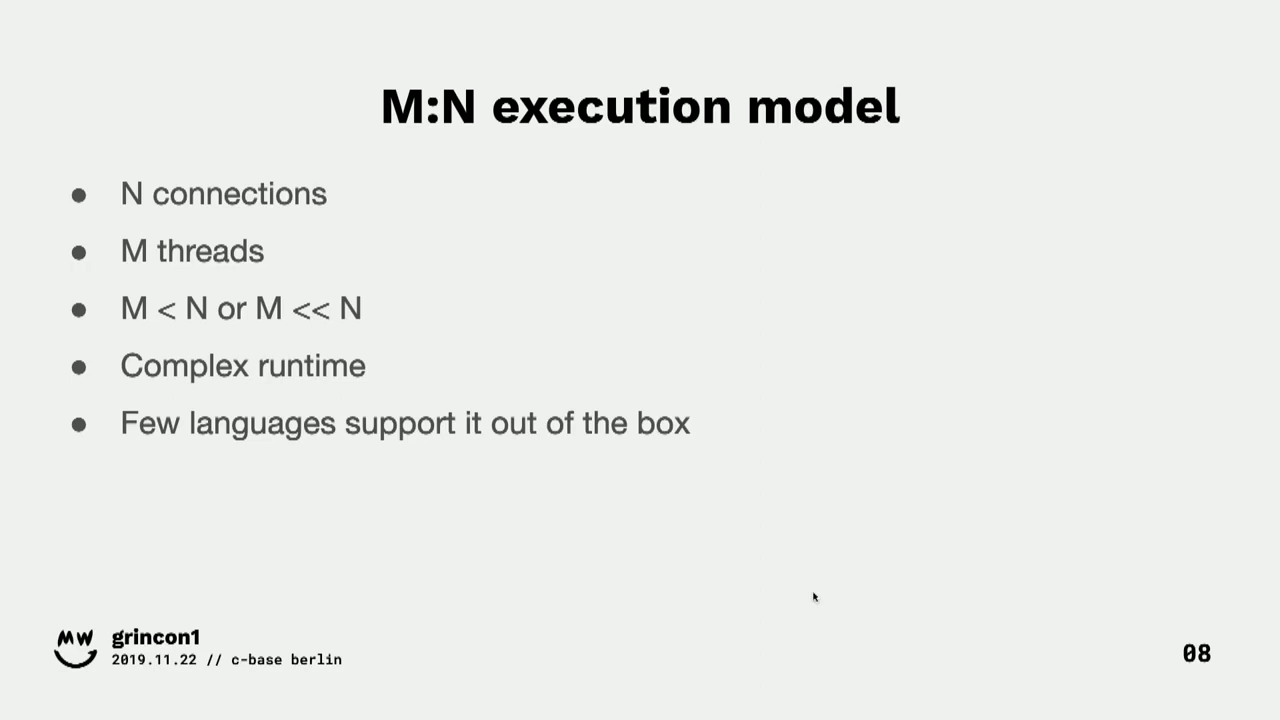 M:N execution model
● N connections
● M threads
● M < N or M << N
● Complex runtime
● Few languages support it out of the box
MW
grincon1
2019.11.22 // c-base berlin
08